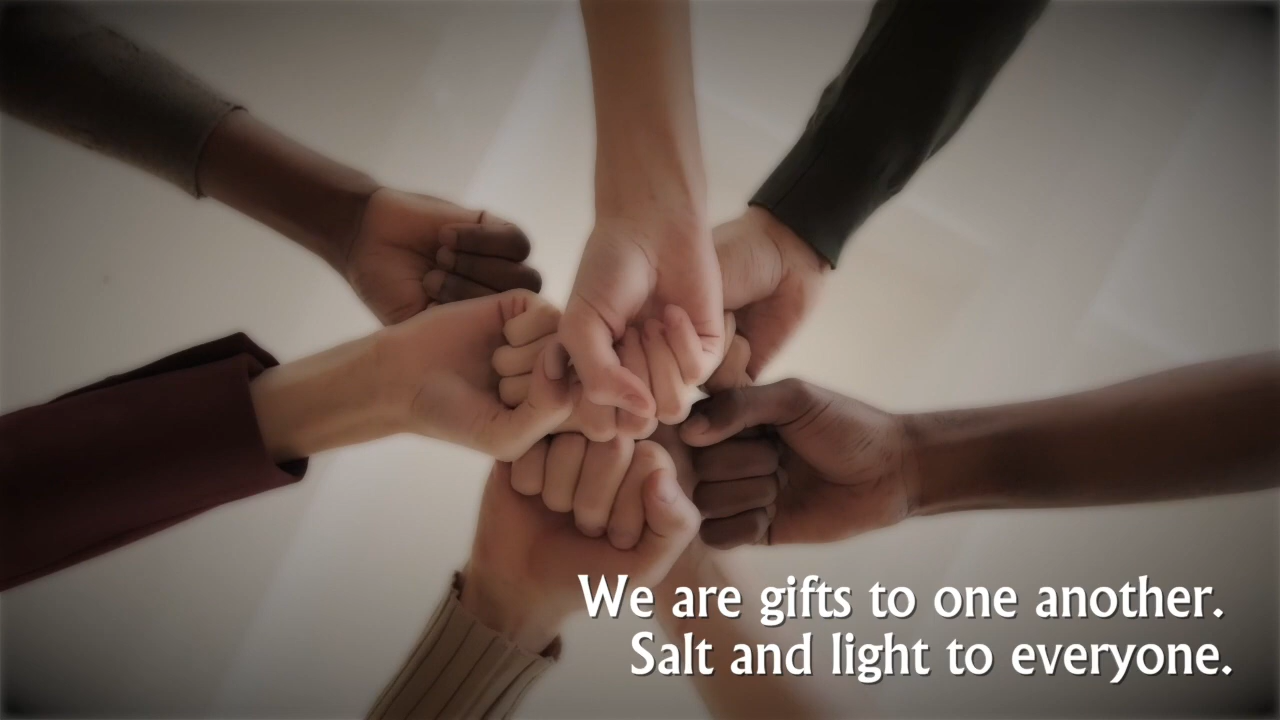 We are gifts to one another.
Salt and light to everyone.